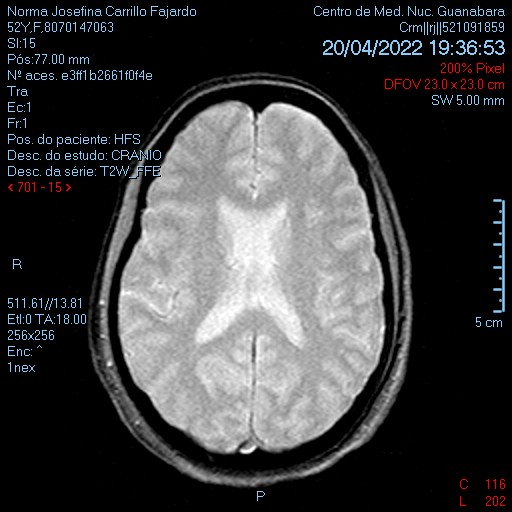 Norma Josefina Carrillo Fajardo
52Y,F,8070147063
Sl:15
Pós:77.00 mm
Nº aces. e3ff1b2661f0f4e
Tra
Ec:1
Fr:1
Pos. do paciente: HFS
Desc. do estudo: CRANIO
Desc. da série: T2W_FFE
< 701 - 15 >
Centro de Med. Nuc. Guanabara
Crm||rj||521091859
20/04/2022 19:36:53
200% Pixel
DFOV 23.0 x 23.0 cm
SW 5.00 mm
R
5 cm
511.61//13.81
Etl:0 TA:18.00
256x256
Enc: ^
1nex
P
C 116
L 202